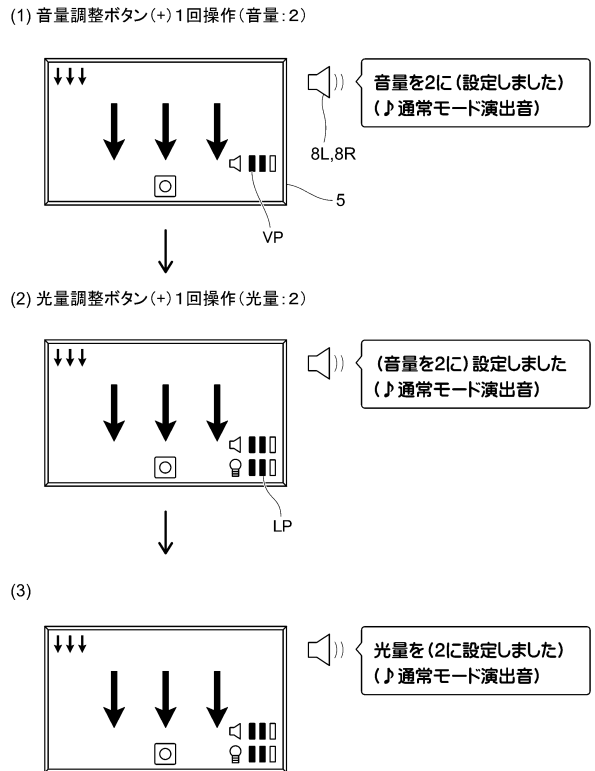 (1) 音量調整ボタン(+)1回操作(音量:2)
音量を2に(設定しました)
(♪通常モード演出音)
8L,8R
5
VP
(2) 光量調整ボタン(+)1回操作(光量:2)
(音量を2に)設定しました
(♪通常モード演出音)
LP
(3)
光量を(2に設定しました)
(♪通常モード演出音)